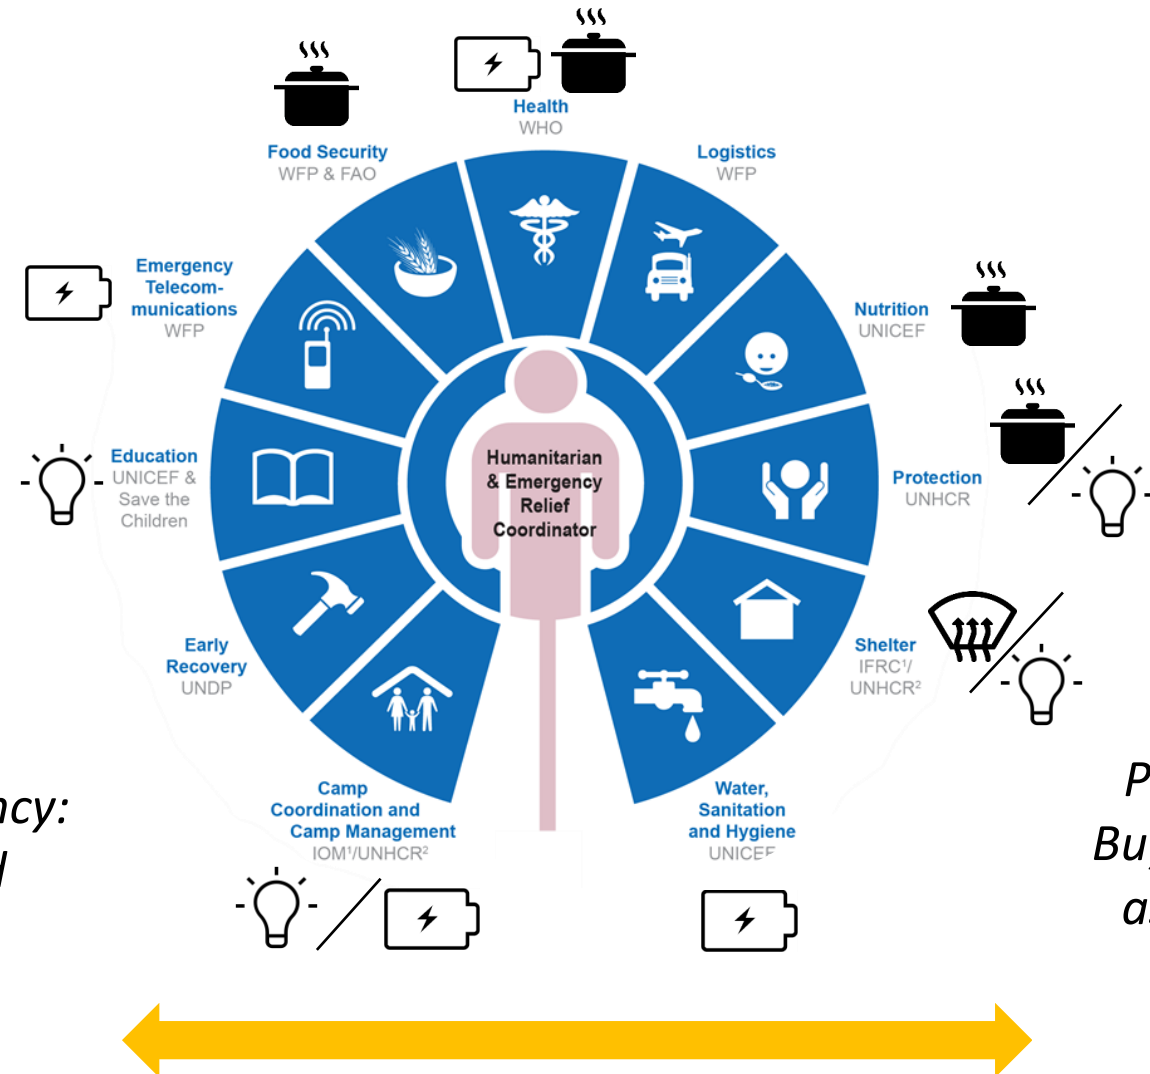 Health
WHO
Food Security
WFP & FAO
Logistics
WFP
Emergency
Telecom-
munications
WFP
Nutrition
UNICEF
Education
UNICEF &
Save the
Children
Humanitarian
& Emergency
Relief
Coordinator
Protection
UNHCR
Early
Recovery
UNDP
Shelter
IFRC¹/
UNHCR²
Camp
Coordination and
Camp Management
IOM¹/UNHCR²
Water,
Sanitation
and Hygiene
UNICEF